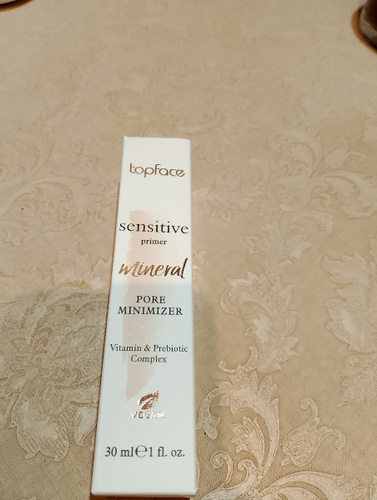 topface
sensitive
primer
mineral
PORE
MINIMIZER
Vitamin & Prebiotic
Complex
VEGAN
30 ml℮1 fl. oz.